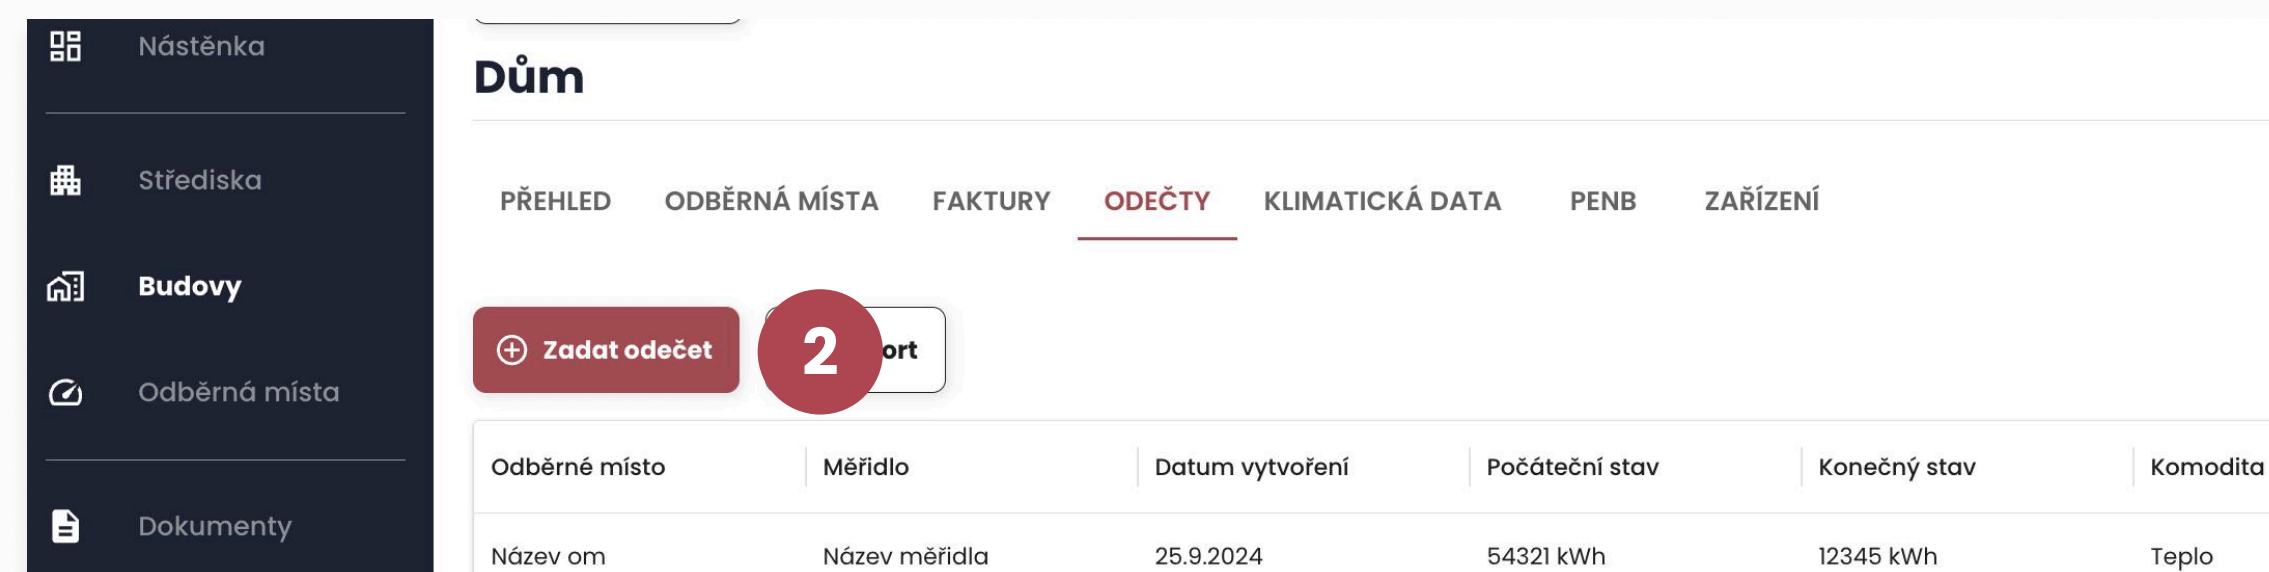 Nástěnka
Střediska
Budovy
Odběrná místa
Dokumenty
Dům
PŘEHLED ODBĚRNÁ MÍSTA FAKTURY ODEČTY KLIMATICKÁ DATA PENB ZAŘÍZENÍ
Zadat odečet 2 ort
Odběrné místo Měřidlo Datum vytvoření Počáteční stav Konečný stav Komodita
Název om Název měřidla 25.9.2024 54321 kWh 12345 kWh Teplo